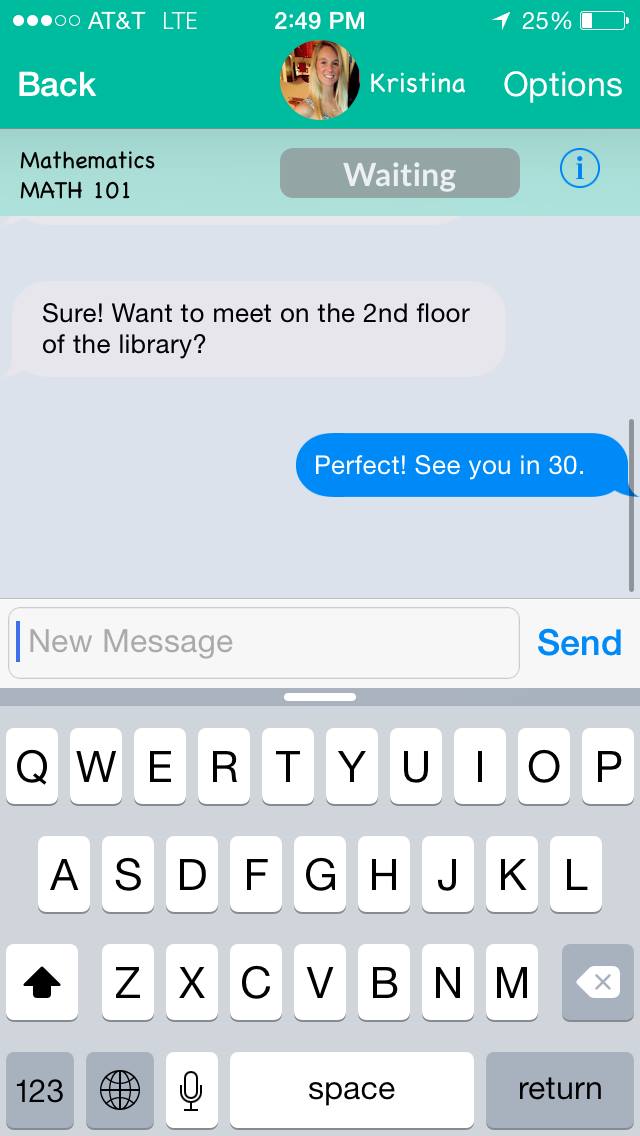 AT&T LTE 2:49 PM 25%
Back Kristina Options
Mathematics
MATH 101
Waiting
i
Sure! Want to meet on the 2nd floor
of the library?
Perfect! See you in 30.
New Message Send
Q W E R T Y U I O P
A S D F G H J K L
Z X C V B N M
123 space return